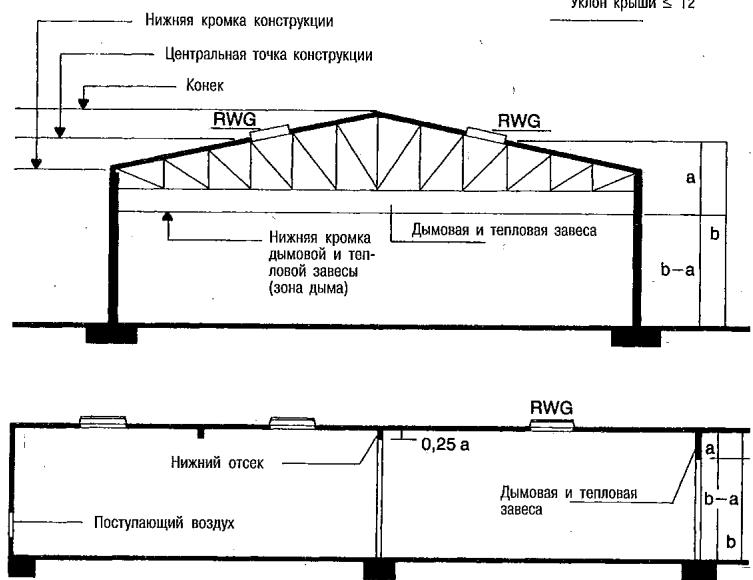 Уклон крыши ≤ 12
Нижняя кромка конструкции
Центральная точка конструкции
Конек
RWG
RWG
a
b
b–a
Нижняя кромка
дымовой и теп-
ловой завесы
(зона дыма)
Дымовая и тепловая завеса
RWG
0,25 a
Нижний отсек
a
Дымовая и тепловая
завеса
b–a
Поступающий воздух
b